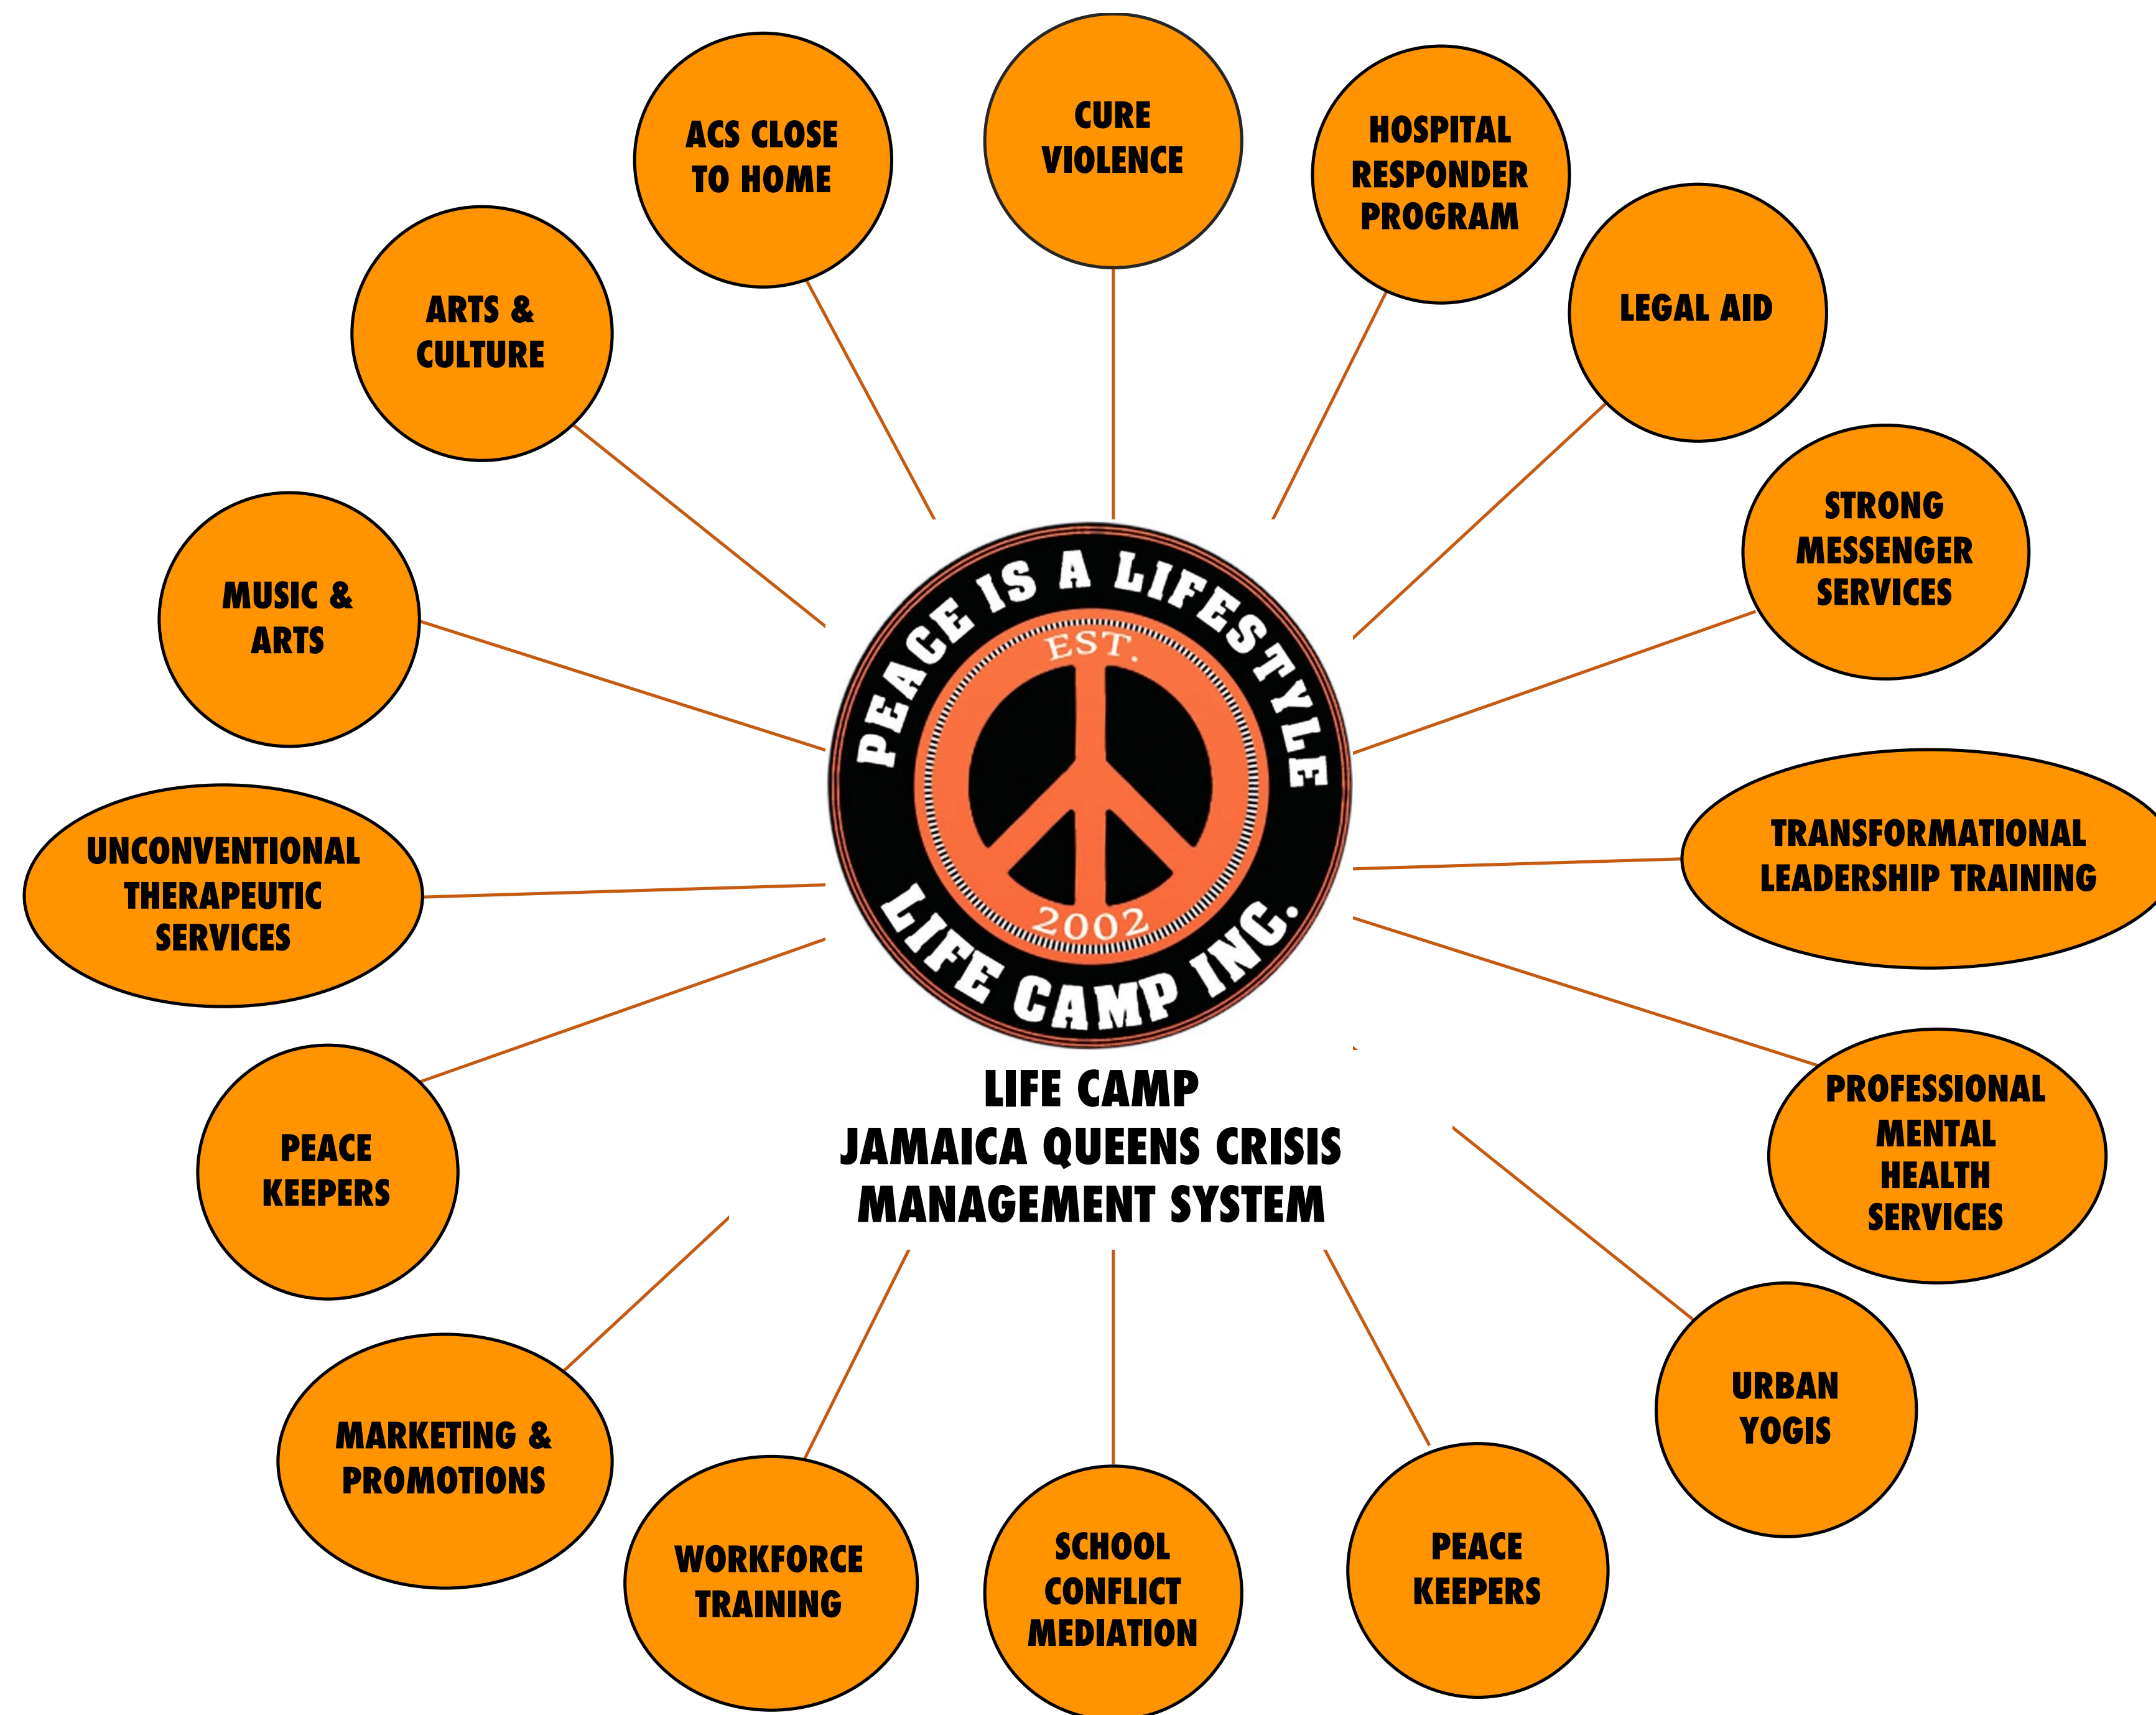 CURE
VIOLENCE
HOSPITAL
RESPONDER
PROGRAM
LEGAL AID
STRONG
MESSENGER
SERVICES
TRANSFORMATIONAL
LEADERSHIP TRAINING
PROFESSIONAL
MENTAL
HEALTH
SERVICES
URBAN
YOGIS
PEACE
KEEPERS
SCHOOL
CONFLICT
MEDIATION
WORKFORCE
TRAINING
MARKETING &
PROMOTIONS
PEACE
KEEPERS
UNCONVENTIONAL
THERAPEUTIC
SERVICES
MUSIC &
ARTS
ARTS &
CULTURE
ACS CLOSE
TO HOME
PEACE IS A LIFESTYLE
EST.
2002
LIFE CAMP INC.
LIFE CAMP
JAMAICA QUEENS CRISIS
MANAGEMENT SYSTEM